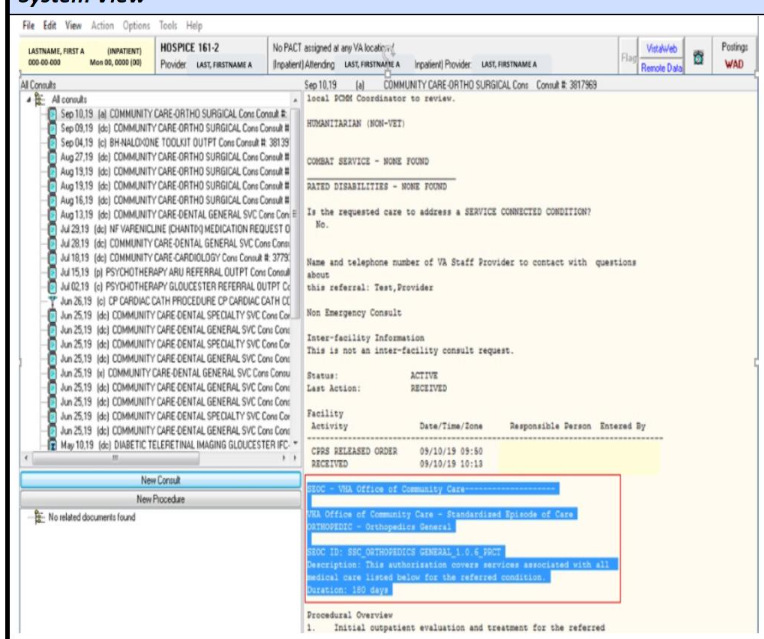 System View
File Edit View Action Options Tools Help
LASTNAME, FIRST A (INPATIENT)
000-00-000 Mon 00, 0000 (00)
HOSPICE 161-2
Provider: LAST, FIRSTNAME A
No PACT assigned at any VA location /
(Inpatient) Attending: LAST, FIRSTNAME A Inpatient) Provider: LAST, FIRSTNAME A
Flag
VistaWeb
Remote Data
Postings
WAD
All Consults
All consults
Sep 10,19 (a) COMMUNITY CARE-ORTHO SURGICAL Cons Consult #:
Sep 09,19 (dc) COMMUNITY CARE-ORTHO SURGICAL Cons Consult #
Sep 04,19 (c) BH-NALOXONE TOOLKIT OUTPT Cons Consult #: 38139
Aug 27,19 (dc) COMMUNITY CARE-ORTHO SURGICAL Cons Consult #
Aug 19,19 (dc) COMMUNITY CARE-ORTHO SURGICAL Cons Consult #
Aug 19,19 (dc) COMMUNITY CARE-ORTHO SURGICAL Cons Consult #
Aug 16,19 (dc) COMMUNITY CARE-ORTHO SURGICAL Cons Consult #
Aug 13,19 (dc) COMMUNITY CARE-DENTAL GENERAL SVC Cons Con
Jul 29,19 (dc) NF VARENICLINE (CHANTIX) MEDICATION REQUEST O
Jul 28,19 (dc) COMMUNITY CARE-DENTAL GENERAL SVC Cons Cons
Jul 18,19 (dc) COMMUNITY CARE-CARDIOLOGY Cons Consult #: 3779
Jul 15,19 (p) PSYCHOTHERAPY ARU REFERRAL OUTPT Cons Consul
Jul 02,19 (c) PSYCHOTHERAPY GLOUCESTER REFERRAL OUTPT Co
Jun 26,19 (c) CP CARDIAC CATH PROCEDURE CP CARDIAC CATH CO
Jun 25,19 (dc) COMMUNITY CARE-DENTAL SPECIALTY SVC Cons Con
Jun 25,19 (dc) COMMUNITY CARE-DENTAL GENERAL SVC Cons Cons
Jun 25,19 (dc) COMMUNITY CARE-DENTAL SPECIALTY SVC Cons Con
Jun 25,19 (dc) COMMUNITY CARE-DENTAL GENERAL SVC Cons Cons
Jun 25,19 (x) COMMUNITY CARE-DENTAL GENERAL SVC Cons Consu
Jun 25,19 (dc) COMMUNITY CARE-DENTAL GENERAL SVC Cons Cons
Jun 25,19 (dc) COMMUNITY CARE-DENTAL GENERAL SVC Cons Cons
Jun 25,19 (dc) COMMUNITY CARE-DENTAL SPECIALTY SVC Cons Con
Jun 25,19 (dc) COMMUNITY CARE-DENTAL GENERAL SVC Cons Cons
May 10,19 (dc) DIABETIC TELERETINAL IMAGING GLOUCESTER IFC-
New Consult
New Procedure
No related documents found
Sep 10,19 (a) COMMUNITY CARE-ORTHO SURGICAL Cons Consult #: 3817969
local PCMM Coordinator to review.
HUMANITARIAN (NON-VET)
COMBAT SERVICE - NONE FOUND
RATED DISABILITIES - NONE FOUND
Is the requested care to address a SERVICE CONNECTED CONDITION?
No.
Name and telephone number of VA Staff Provider to contact with questions
about
this referral: Test,Provider
Non Emergency Consult
Inter-facility Information
This is not an inter-facility consult request.
Status: ACTIVE
Last Action: RECEIVED
Facility
Activity Date/Time/Zone Responsible Person Entered By
CPRS RELEASED ORDER 09/10/19 09:50
RECEIVED 09/10/19 10:13
SEOC - VHA Office of Community Care--------------------
VHA Office of Community Care - Standardized Episode of Care
ORTHOPEDIC - Orthopedics General
SEOC ID: SSC_ORTHOPEDICS GENERAL_1.0.6_PRCT
Description: This authorization covers services associated with all
medical care listed below for the referred condition.
Duration: 180 days
Procedural Overview
1. Initial outpatient evaluation and treatment for the referred